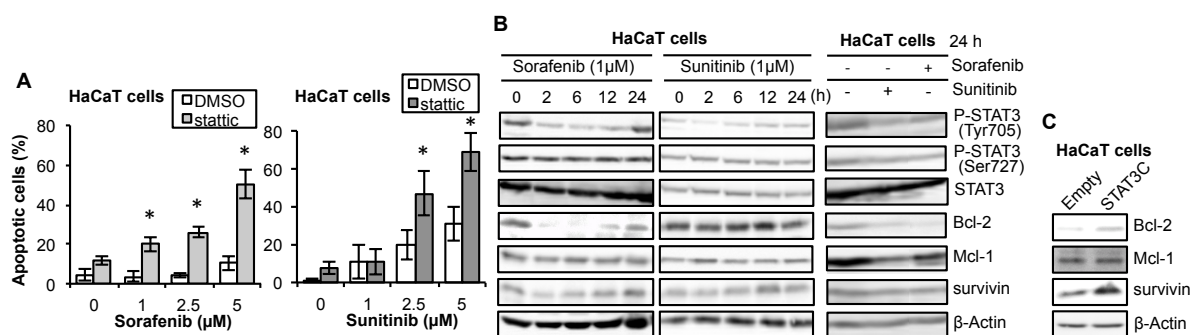 A
HaCaT cells
DMSO
stattic
Apoptotic cells (%)
80
60
40
20
0
*
*
*
0 1 2.5 5
Sorafenib (µM)
HaCaT cells
DMSO
stattic
80
60
40
20
0
*
*
0 1 2.5 5
Sunitinib (µM)
B
HaCaT cells
Sorafenib (1µM) Sunitinib (1µM)
0 2 6 12 24 0 2 6 12 24 (h)
HaCaT cells 24 h
- - + Sorafenib
- + - Sunitinib
P-STAT3
(Tyr705)
P-STAT3
(Ser727)
STAT3
Bcl-2
Mcl-1
survivin
β-Actin
C
HaCaT cells
Empty
STAT3C
Bcl-2
Mcl-1
survivin
β-Actin